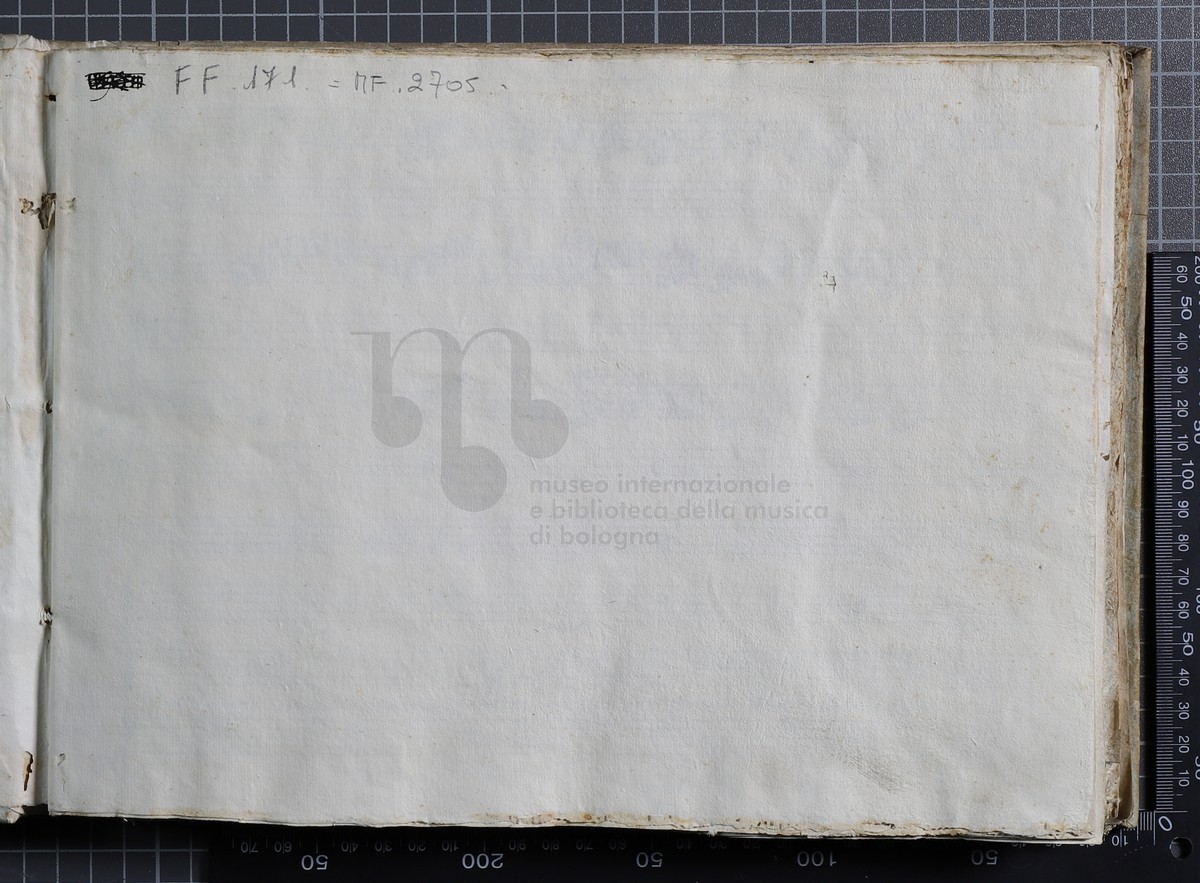 FF. 171. = MF. 2705.
museo internazionale
e biblioteca della musica
di bologna